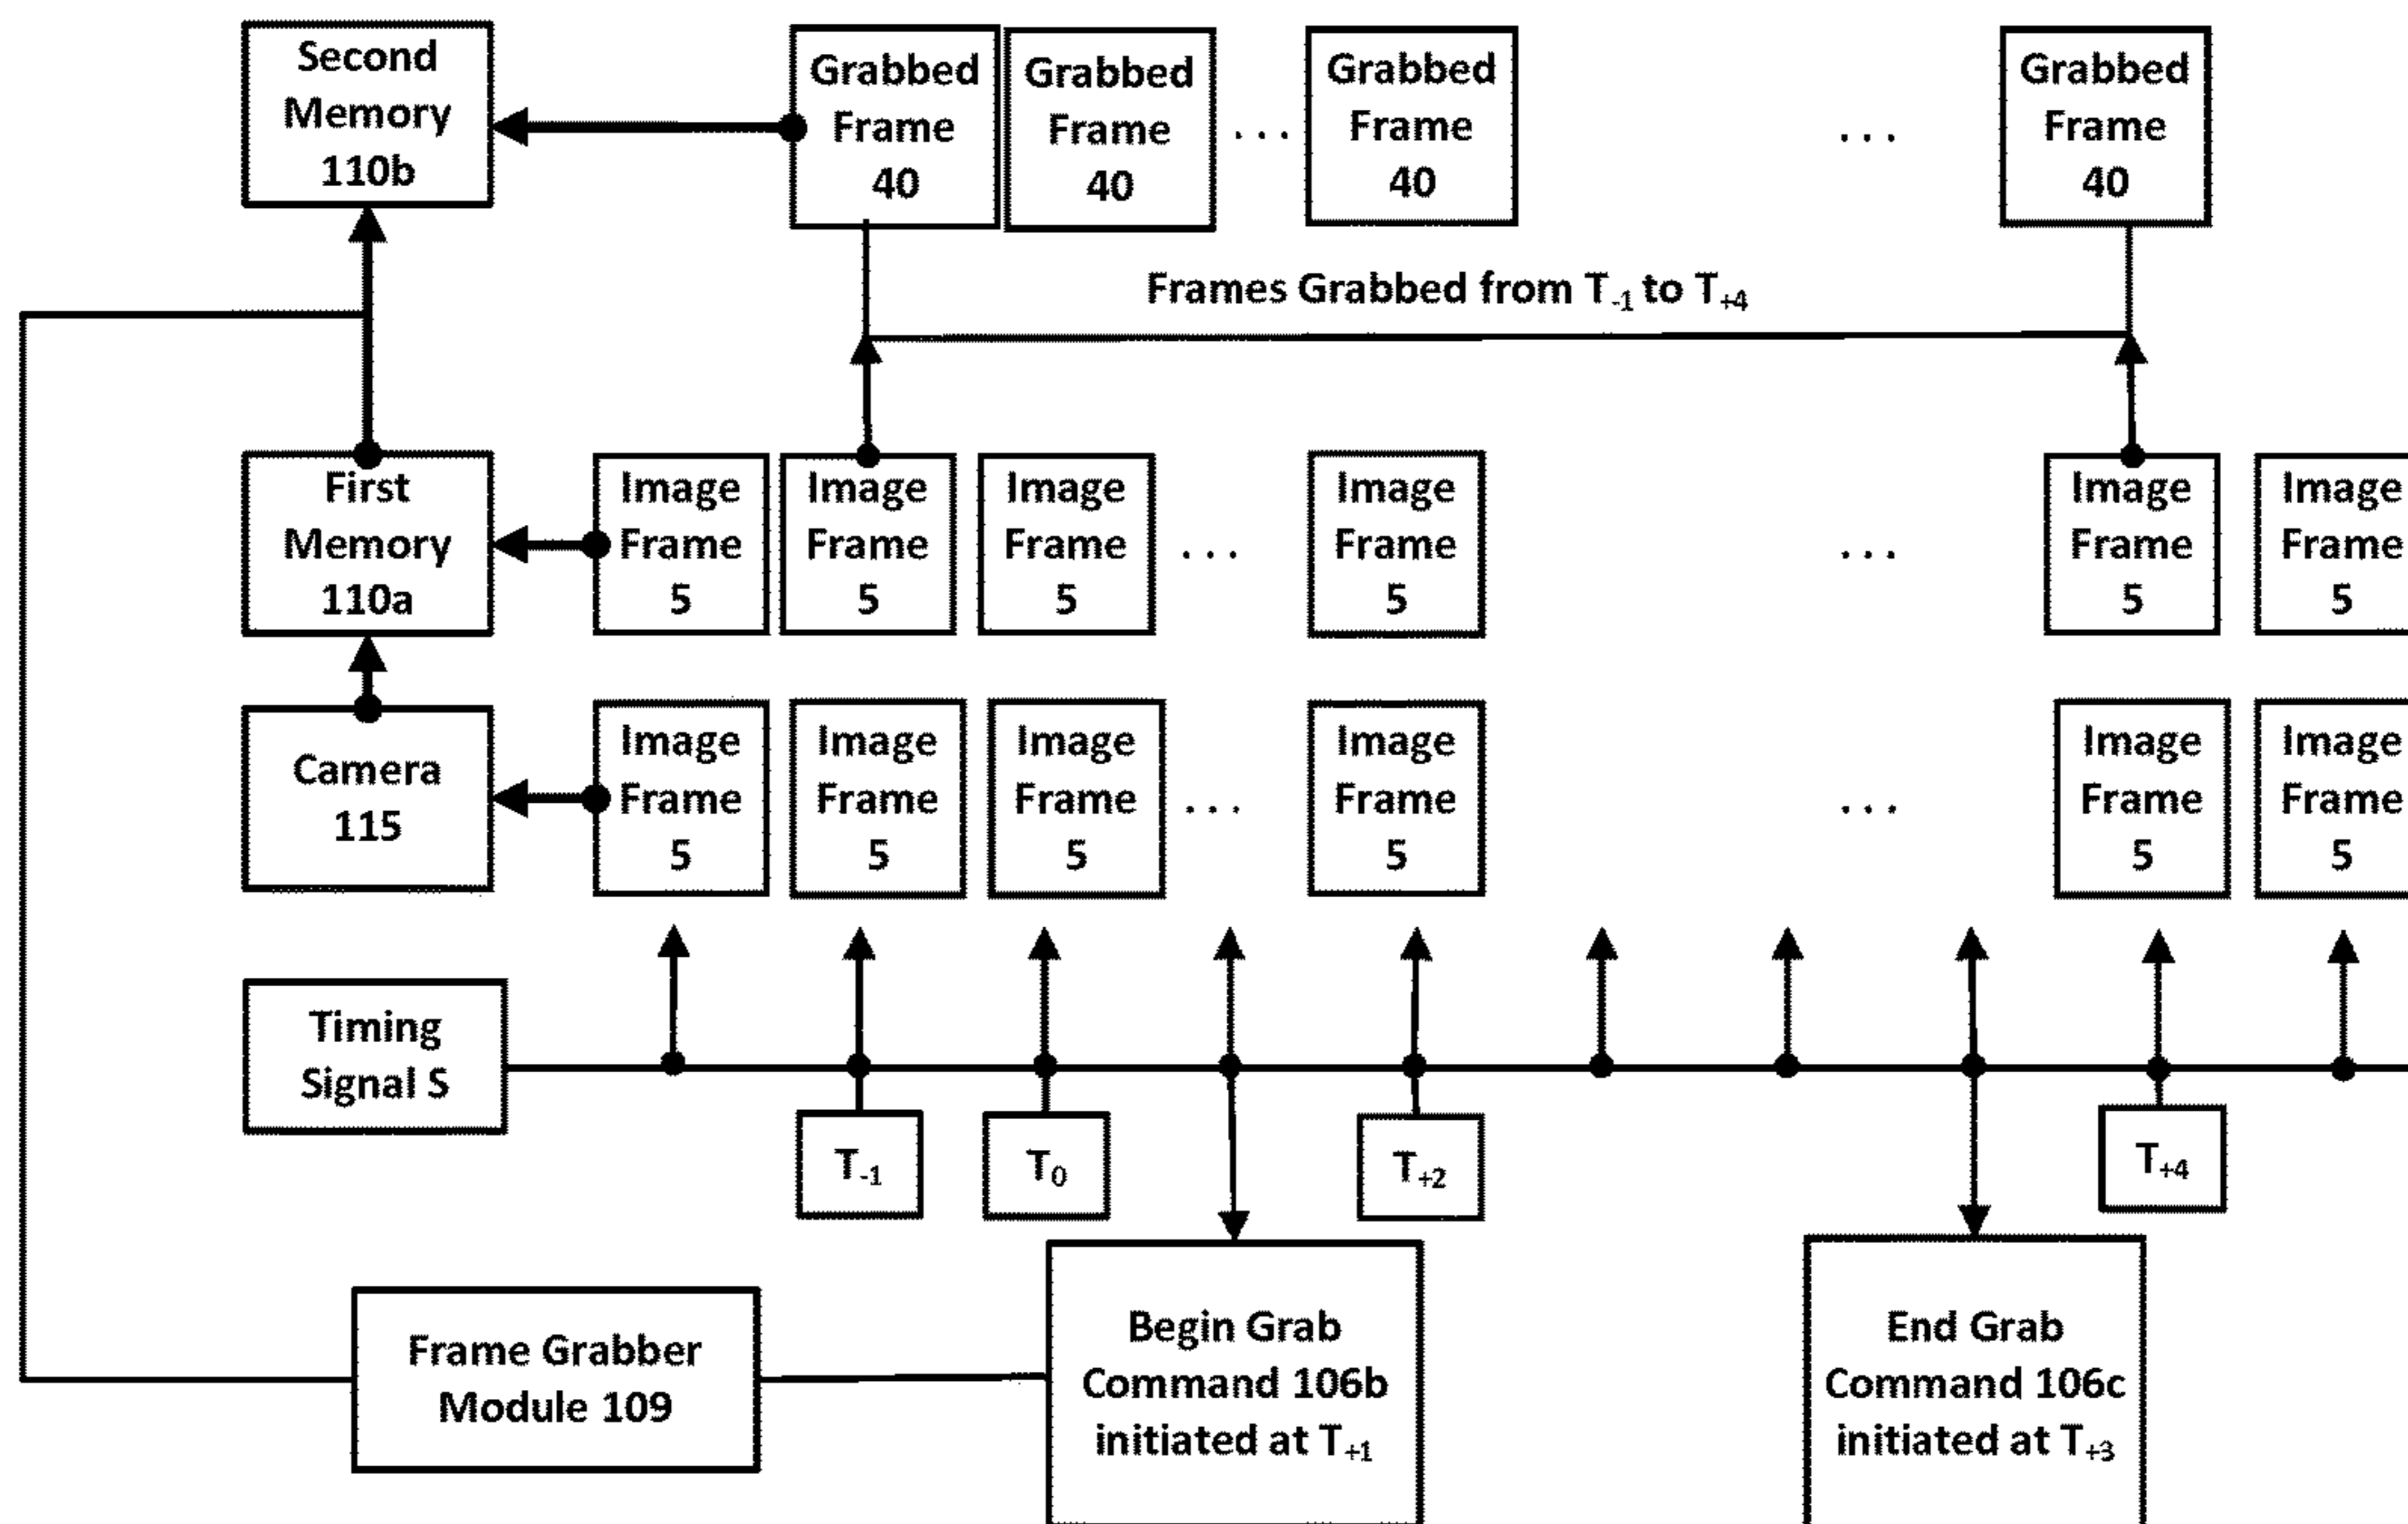 Second
Memory
110b
Grabbed
Frame
40
Grabbed
Frame
40
...
Grabbed
Frame
40
...
Grabbed
Frame
40
Frames Grabbed from T-1 to T+4
First
Memory
110a
Image
Frame
5
Image
Frame
5
Image
Frame
5
...
Image
Frame
5
...
Image
Frame
5
Image
Frame
5
Camera
115
Image
Frame
5
Image
Frame
5
Image
Frame
5
...
Image
Frame
5
...
Image
Frame
5
Image
Frame
5
Timing
Signal S
T-1
T0
T+2
T+4
Frame Grabber
Module 109
Begin Grab
Command 106b
initiated at T+1
End Grab
Command 106c
initiated at T+3